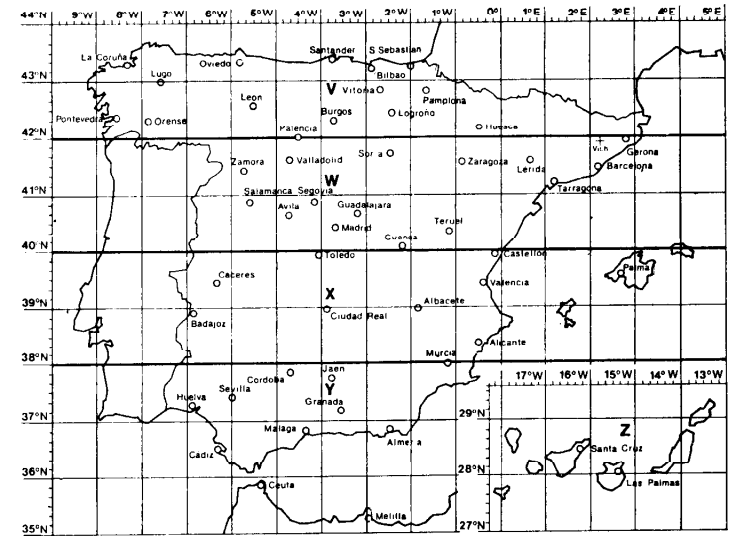 44°N 9°W 8°W 7°W 6°W 5°W 4°W 3°W 2°W 1°W 0°W 1°E 2°E 3°E
La Coruña Oviedo Santander S Sebastian
43°N Lugo Bilbao
V Vitoria Pamplona
Leon Burgos Logroño
Pontevedra Orense Palencia Huesca
42°N Vich Gerona
Zamora Valladolid Sor a Zaragoza Lerida Barcelona
W Tarragona
41°N Salamanca Segovia Guadalajara
Avila Madrid Teruel
Cuenca
40°N Toledo Castellon
Caceres Valencia Palma
X Albacete
39°N Badajoz Ciudad Real
Alicante
Murcia
38°N Cordoba Jaen 17°W 16°W 15°W 14°W 13°W
Huelva Sevilla Y
Granada
37°N Malaga Almer a 29°N Z
Cadiz Santa Cruz
36°N Ceuta 28°N Las Palmas
Melilla
35°N 27°N